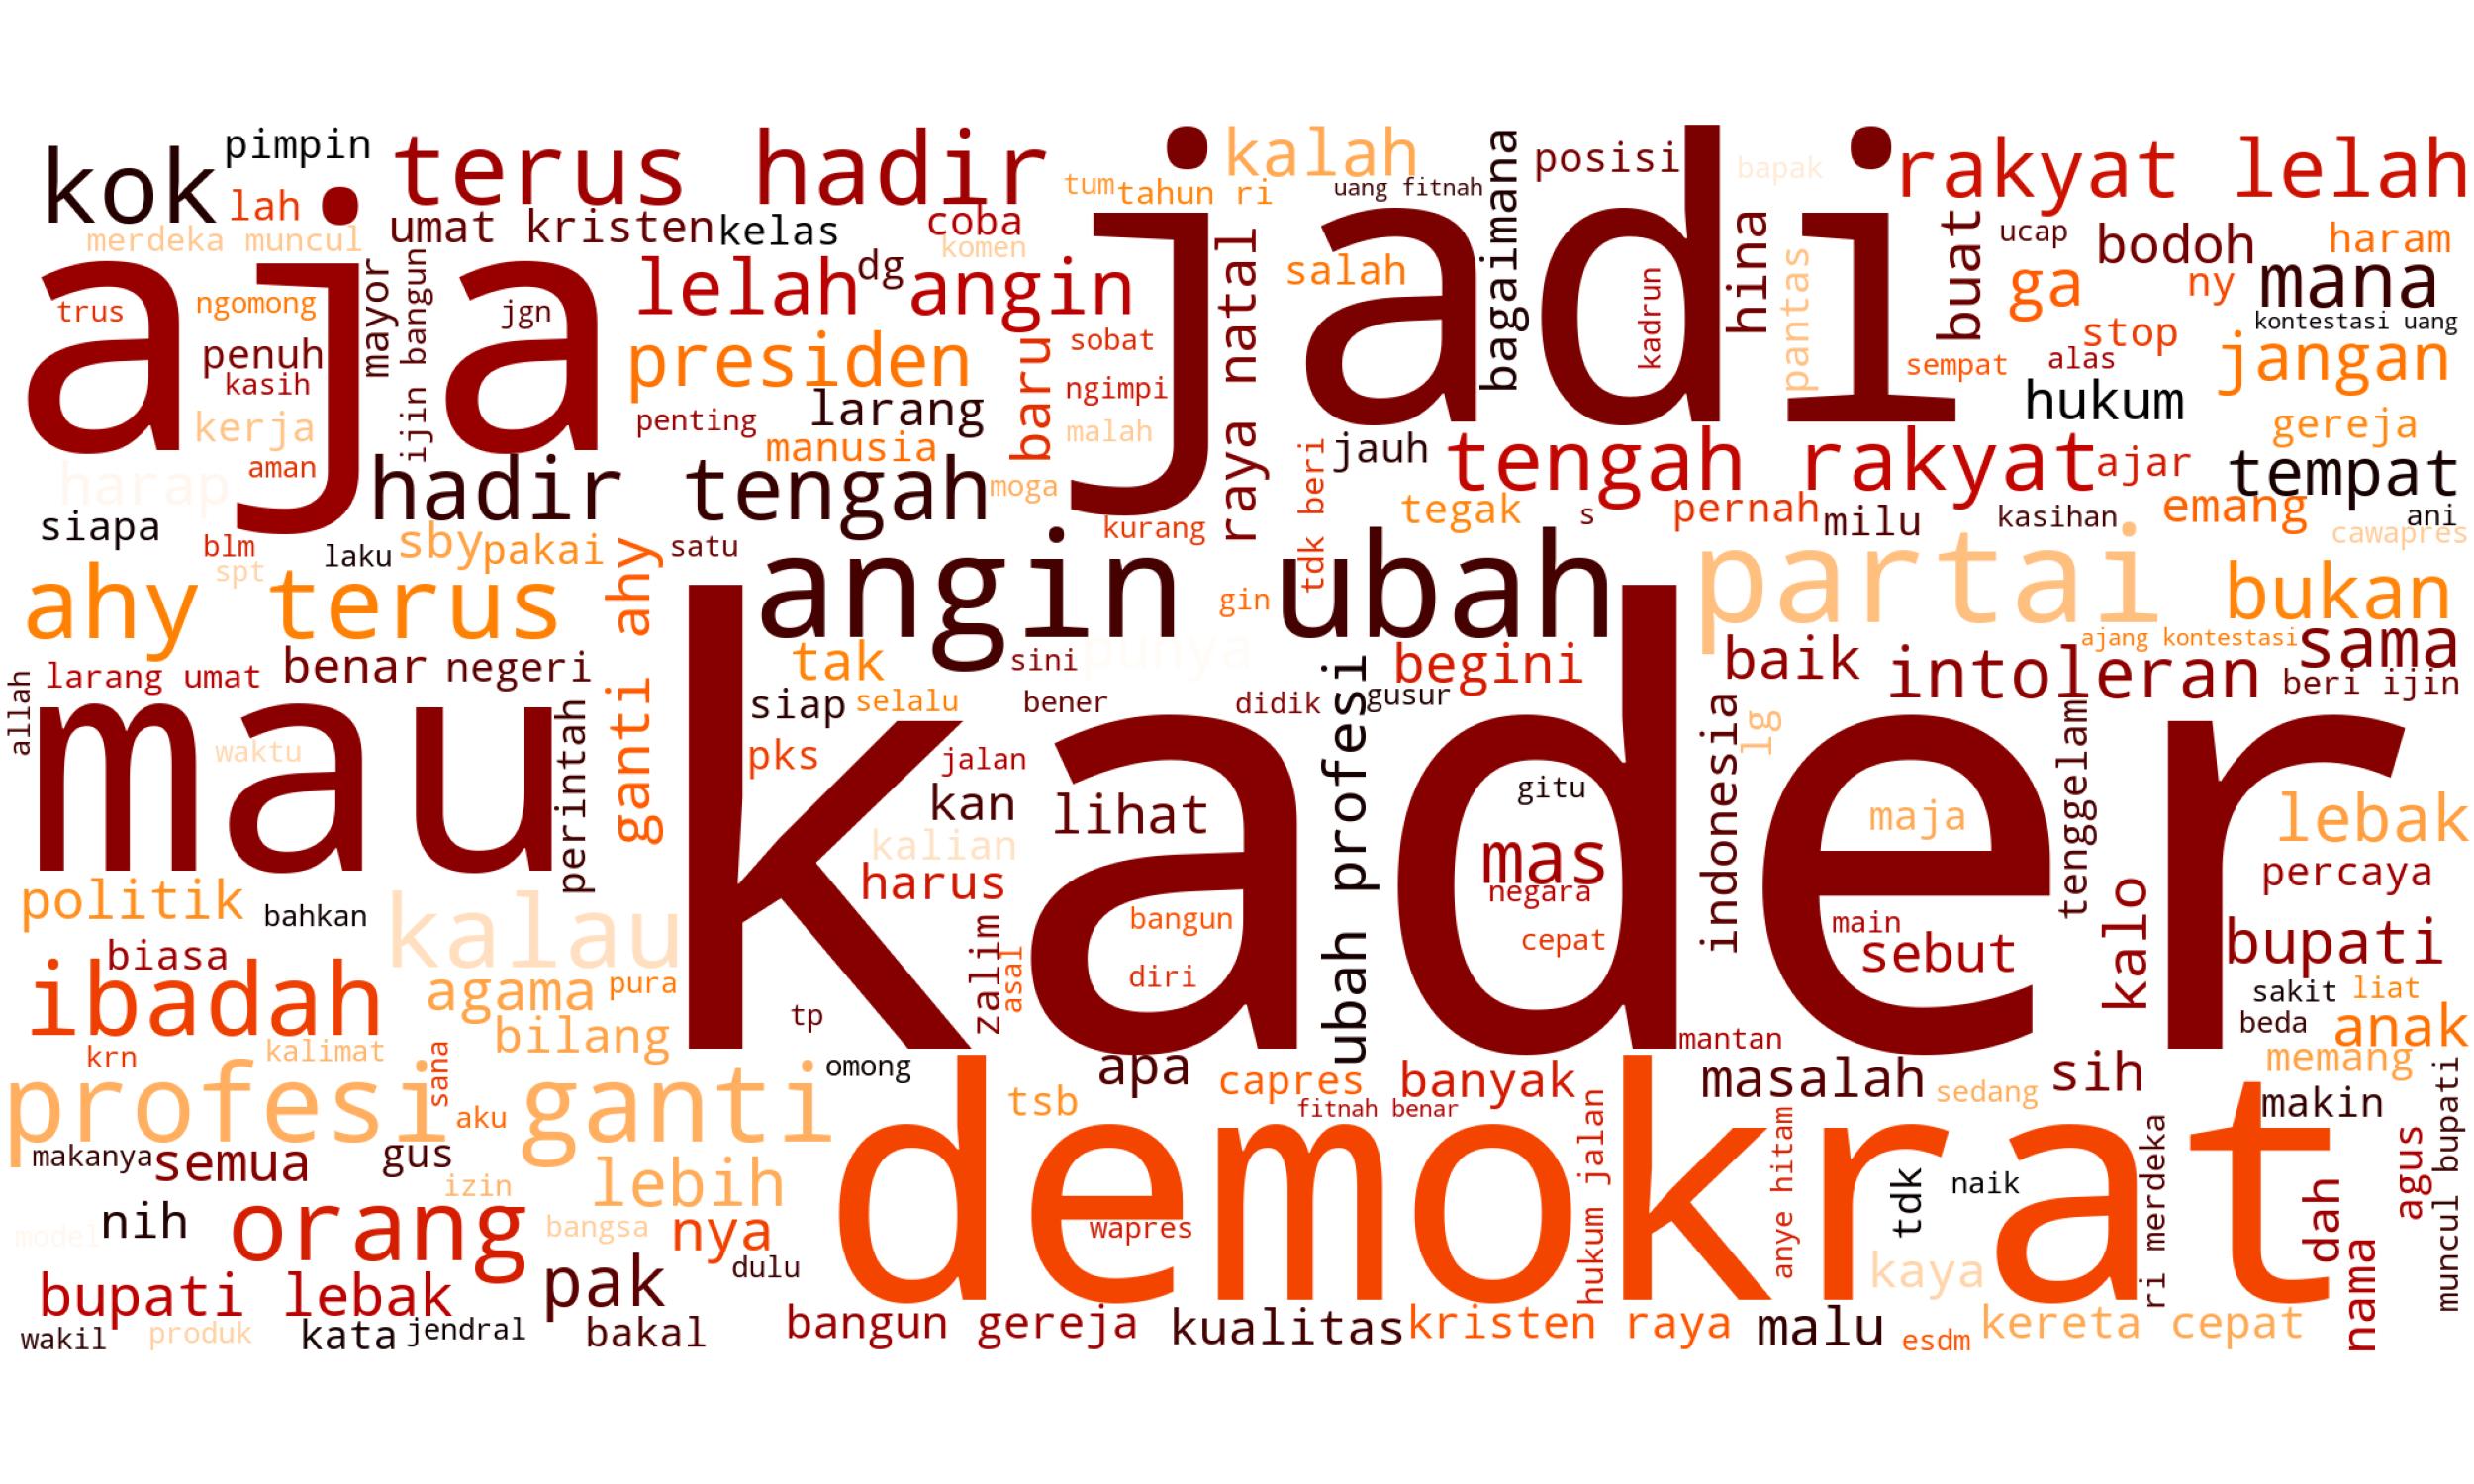 kok
pimpin
terus hadir
kalah
posisi
bapak
rakyat lelah
lah
umat kristen
kelas
coba
tum
tahun ri
uang fitnah
bagaimana
hina
buat
ucap
bodoh
haram
merdeka muncul
komen
aja
jadi
trus
ngomong
mayor
ijin bangun
jgn
lelah
dg
angin
raya natal
salah
kadrun
pantas
ga
ny
mana
kontestasi uang
penuh
kasih
presiden
baru
sobat
sempat
alas
stop
jangan
kerja
penting
larang
ngimpi
hukum
gereja
manusia
malah
harap
aman
hadir tengah
moga
tdk beri
jauh
tengah rakyat
ajar
tempat
siapa
blm
laku
sby
pakai
satu
kurang
tegak
s
pernah
milu
kasihan
emang
ani
cawapres
spt
ahy terus
ganti ahy
angin ubah
gin
partai
bukan
ajang kontestasi
sama
allah
larang umat
benar
negeri
tak
sini
punya
begini
baik
intoleran
beri ijin
mau
perintah
siap
selalu
bener
didik
ubah profesi
gusur
indonesia
lg
tenggelam
waktu
kader
pks
jalan
kan
lihat
gitu
maja
lebak
kalian
harus
mas
negara
percaya
politik
bahkan
kalau
zalim
asal
bangun
cepat
main
sebut
kalo
bupati
biasa
ibadah
agama
pura
diri
sakit
liat
bilang
tp
beda
anak
krn
kalimat
sana
mantan
memang
omong
apa
capres
banyak
masalah
sedang
sih
makin
muncul bupati
profesi
aku
ganti
tsb
fitnah benar
hukum jalan
anye hitam
demokrat
ri merdeka
agus
makanya
semua
gus
izin
lebih
tdk
naik
dah
model
nih
orang
bangsa
nya
wapres
dulu
kaya
nama
bupati lebak
pak
wakil
produk
kata
jendral
bakal
bangun gereja
kualitas
kristen raya
malu
esdm
kereta cepat